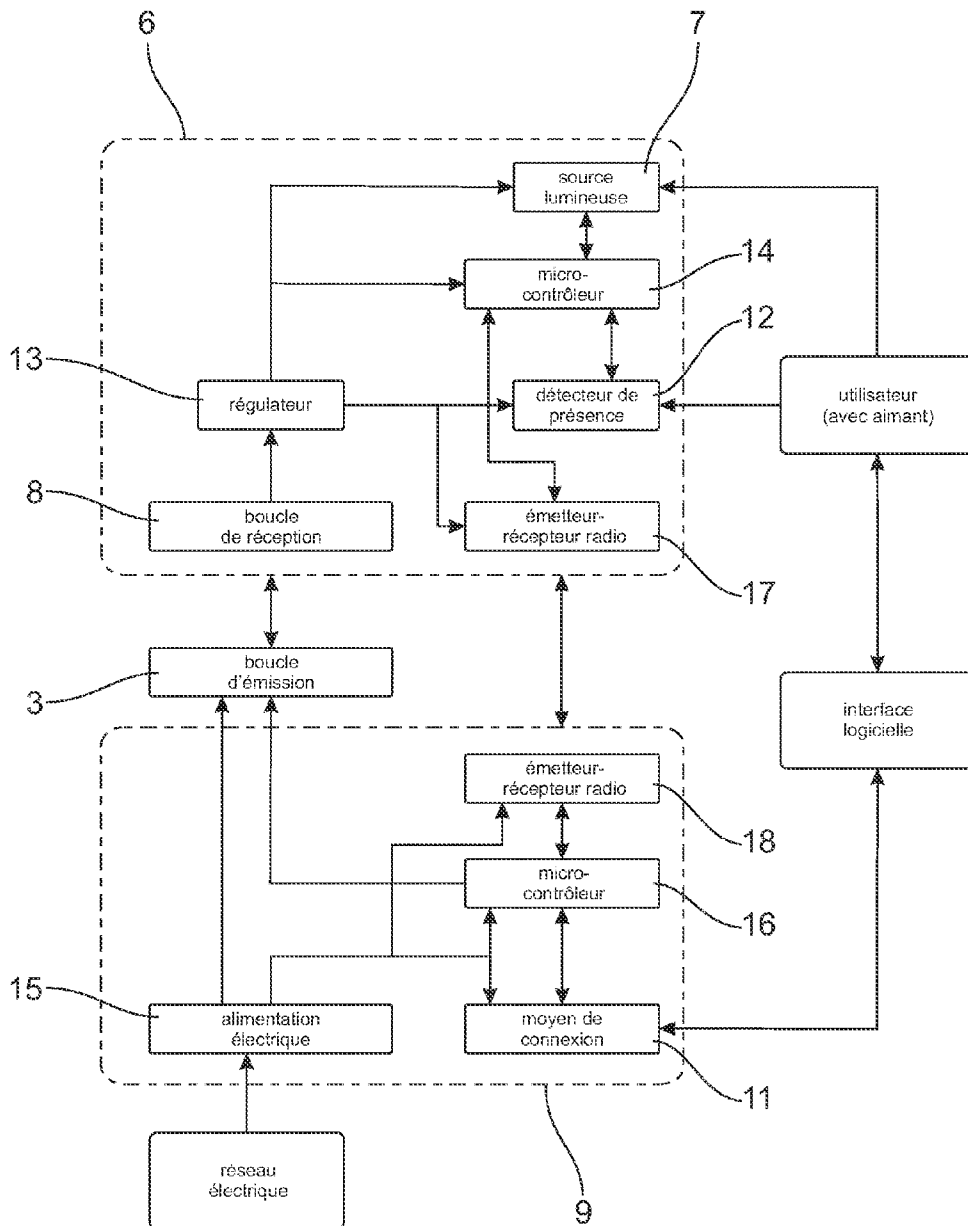 6
7
source
lumineuse
14
micro-
contrôleur
12
13
régulateur
détecteur de
présence
utilisateur
(avec aimant)
8
boucle
de réception
émetteur-
récepteur radio
17
boucle
d'émission
3
interface
logicielle
émetteur-
récepteur radio
18
micro-
contrôleur
16
15
alimentation
électrique
moyen de
connexion
11
réseau
électrique
9